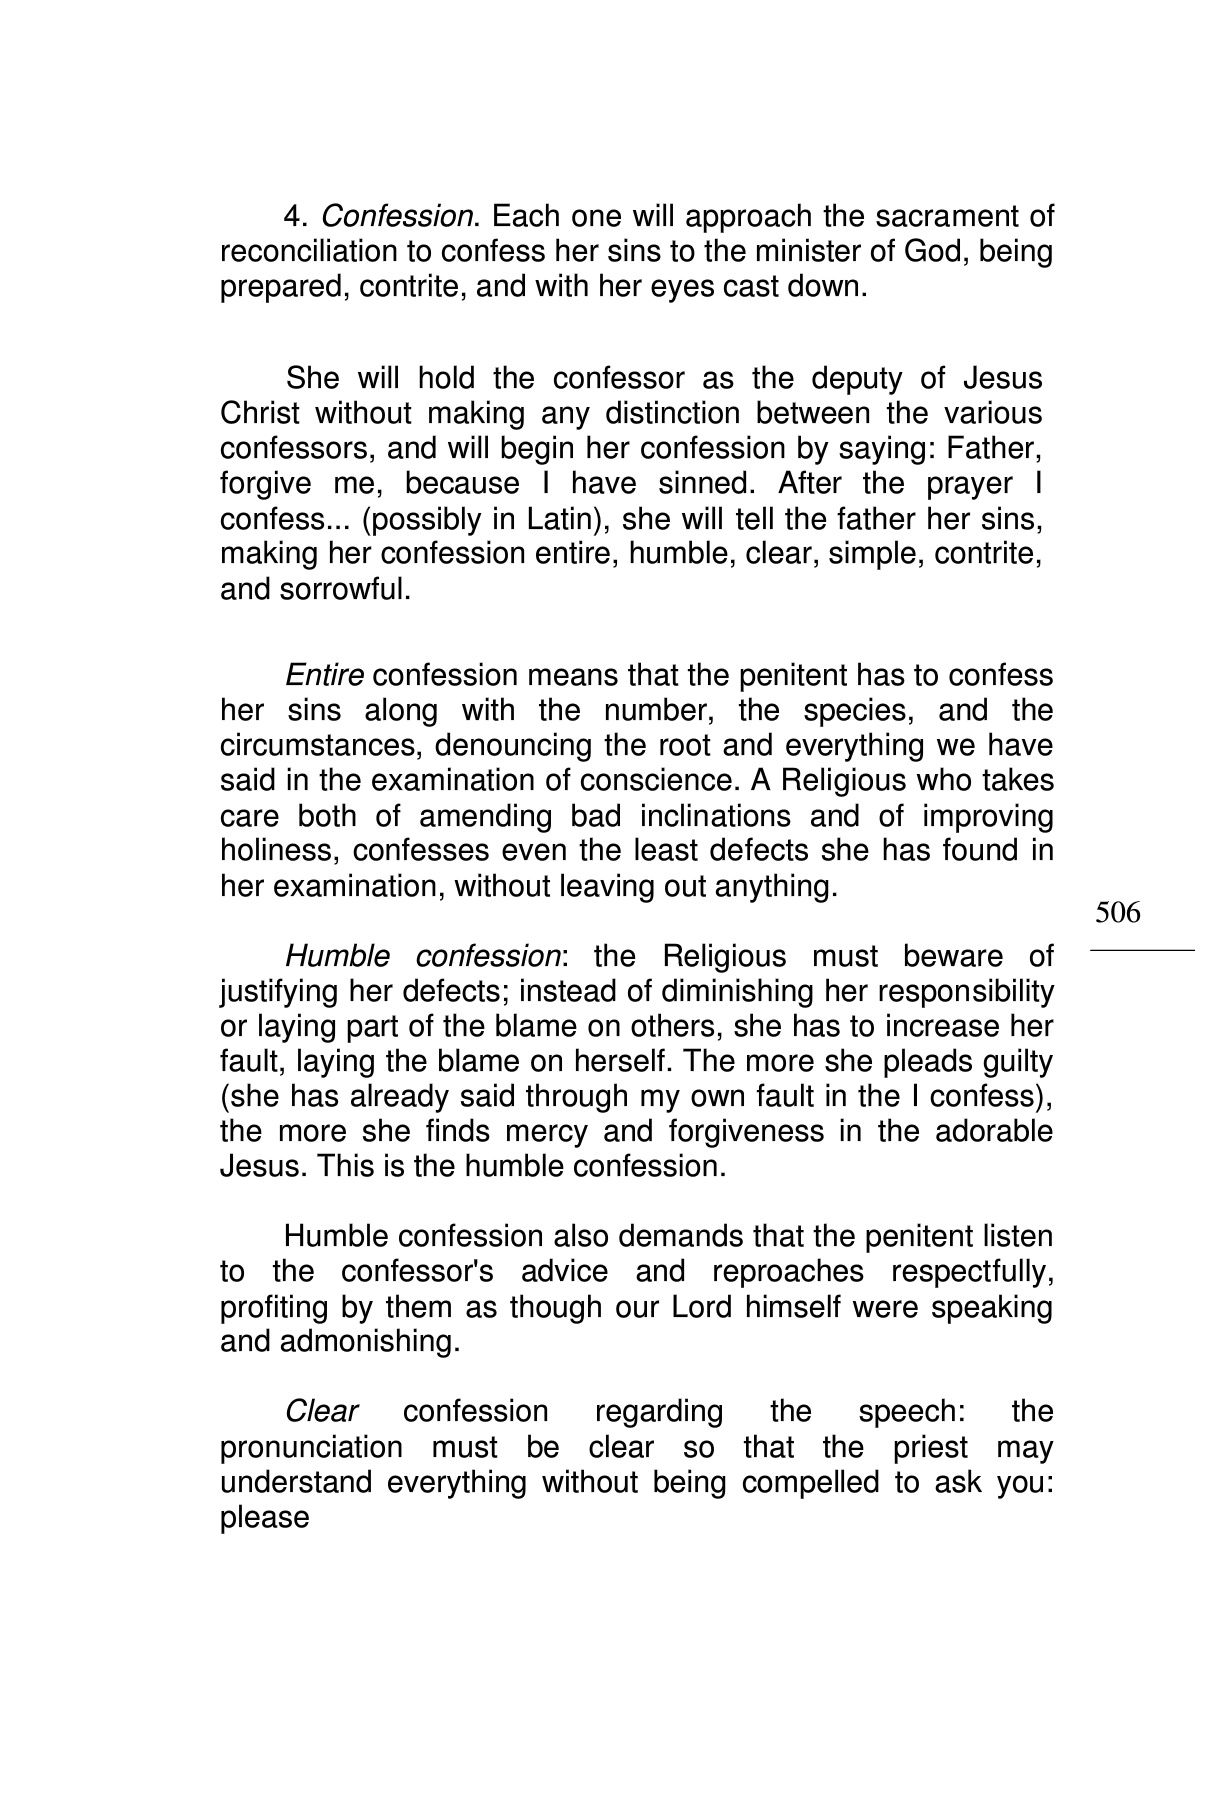 4. Confession. Each one will approach the sacrament of
reconciliation to confess her sins to the minister of God, being
prepared, contrite, and with her eyes cast down.
She will hold the confessor as the deputy of Jesus
Christ without making any distinction between the various
confessors, and will begin her confession by saying: Father,
forgive me, because I have sinned. After the prayer I
confess... (possibly in Latin), she will tell the father her sins,
making her confession entire, humble, clear, simple, contrite,
and sorrowful.
Entire confession means that the penitent has to confess
her sins along with the number, the species, and the
circumstances, denouncing the root and everything we have
said in the examination of conscience. A Religious who takes
care both of amending bad inclinations and of improving
holiness, confesses even the least defects she has found in
her examination, without leaving out anything.
506
Humble confession: the Religious must beware of
justifying her defects; instead of diminishing her responsibility
or laying part of the blame on others, she has to increase her
fault, laying the blame on herself. The more she pleads guilty
(she has already said through my own fault in the I confess),
the more she finds mercy and forgiveness in the adorable
Jesus. This is the humble confession.
Humble confession also demands that the penitent listen
to the confessor's advice and reproaches respectfully,
profiting by them as though our Lord himself were speaking
and admonishing.
Clear confession regarding the speech: the
pronunciation must be clear so that the priest may
understand everything without being compelled to ask you:
please